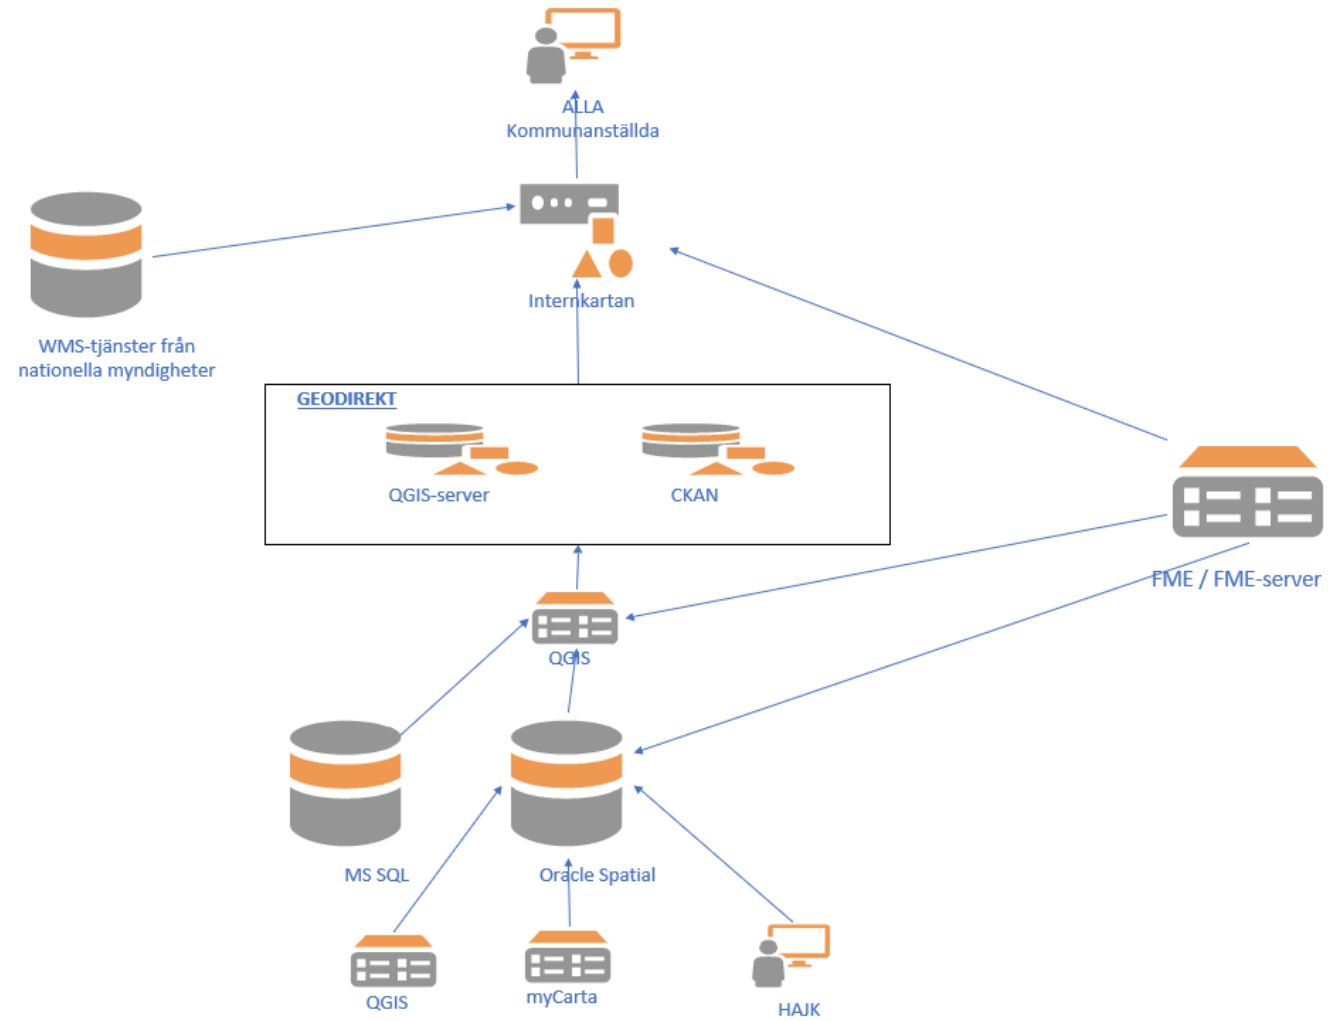 ALLA
Kommunanställda
Internkartan
WMS-tjänster från
nationella myndigheter
GEODIREKT
QGIS-server
CKAN
FME / FME-server
QGIS
MS SQL
Oracle Spatial
QGIS
myCarta
HAJK